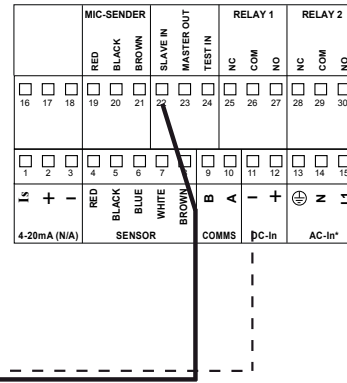 MIC-SENDER RELAY 1 RELAY 2
RED BLACK BROWN SLAVE IN MASTER OUT TEST IN NC COM NO NC COM NO
16 17 18 19 20 21 22 23 24 25 26 27 28 29 30
1 2 3 4 5 6 7 9 10 11 12 13 14 15
Is + − RED BLACK BLUE WHITE BROWN B A − + N
4-20mA (N/A) SENSOR COMMS DC-In AC-In*